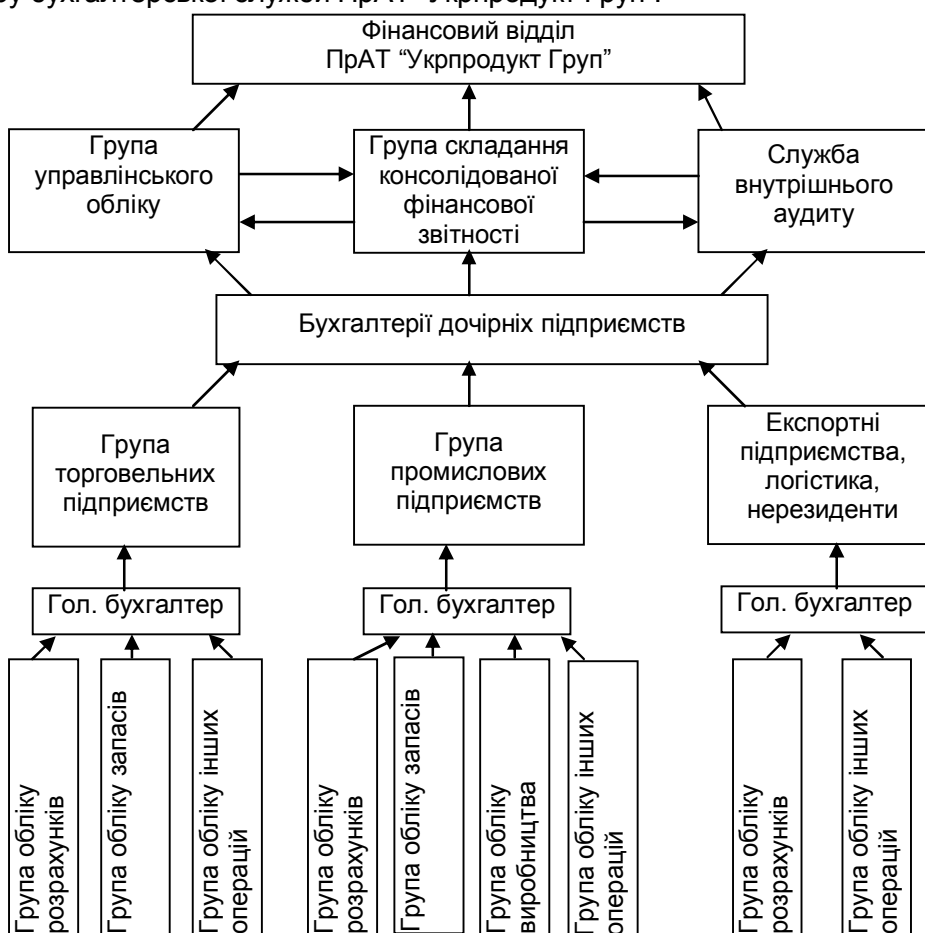 бухгалтерської служби ПрАТ “Укрпродукт Груп”.
Фінансовий відділ
ПрАТ “Укрпродукт Груп”
Група
управлінського
обліку
Група складання
консолідованої
фінансової
звітності
Служба
внутрішнього
аудиту
Бухгалтерії дочірніх підприємств
Група
торговельних
підприємств
Група
промислових
підприємств
Експортні
підприємства,
логістика,
нерезиденти
Гол. бухгалтер
Гол. бухгалтер
Гол. бухгалтер
Група обліку
розрахунків
Група обліку запасів
Група обліку інших
операцій
Група обліку
розрахунків
Група обліку запасів
Група обліку
виробництва
Група обліку інших
операцій
Група обліку
розрахунків
Група обліку інших
операцій